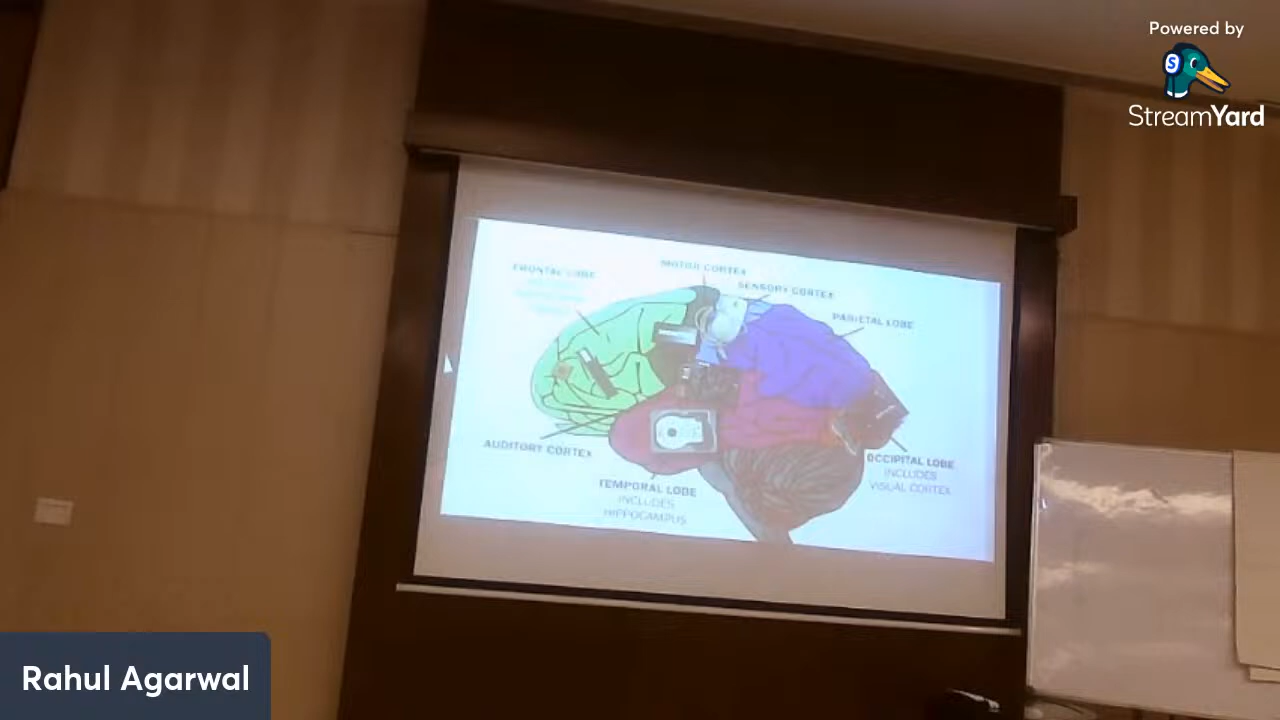 Powered by
S
StreamYard
MOTOR CORTEX
FRONTAL LOBE
SENSORY CORTEX
PARIETAL LOBE
AUDITORY CORTEX
OCCIPITAL LOBE
INCLUDES
VISUAL CORTEX
TEMPORAL LOBE
INCLUDES
HIPPOCAMPUS
Rahul Agarwal